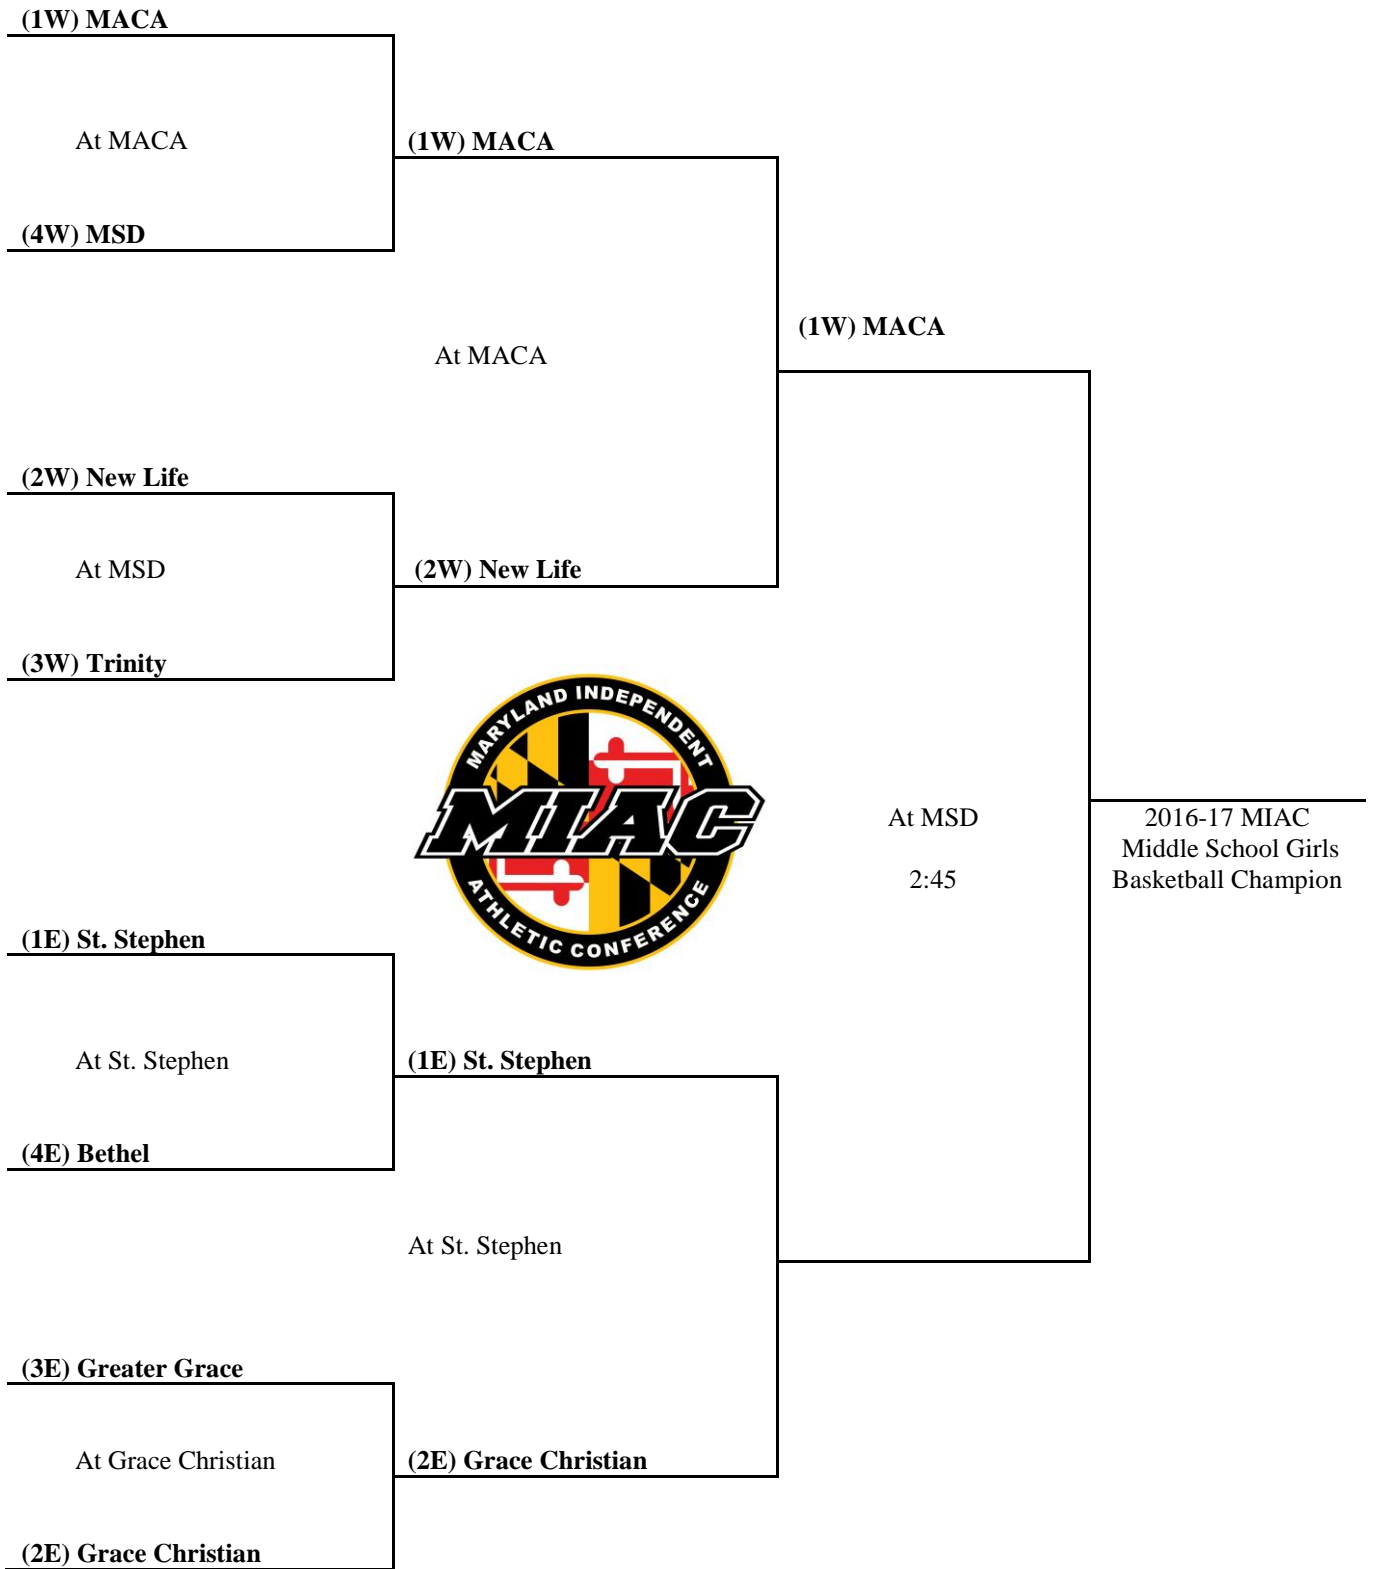 (1W) MACA
At MACA
(1W) MACA
(4W) MSD
(1W) MACA
At MACA
(2W) New Life
At MSD
(2W) New Life
(3W) Trinity
MARYLAND INDEPENDENT
MIAC
ATHLETIC CONFERENCE
At MSD
2:45
2016-17 MIAC
Middle School Girls
Basketball Champion
(1E) St. Stephen
At St. Stephen
(1E) St. Stephen
(4E) Bethel
At St. Stephen
(3E) Greater Grace
At Grace Christian
(2E) Grace Christian
(2E) Grace Christian